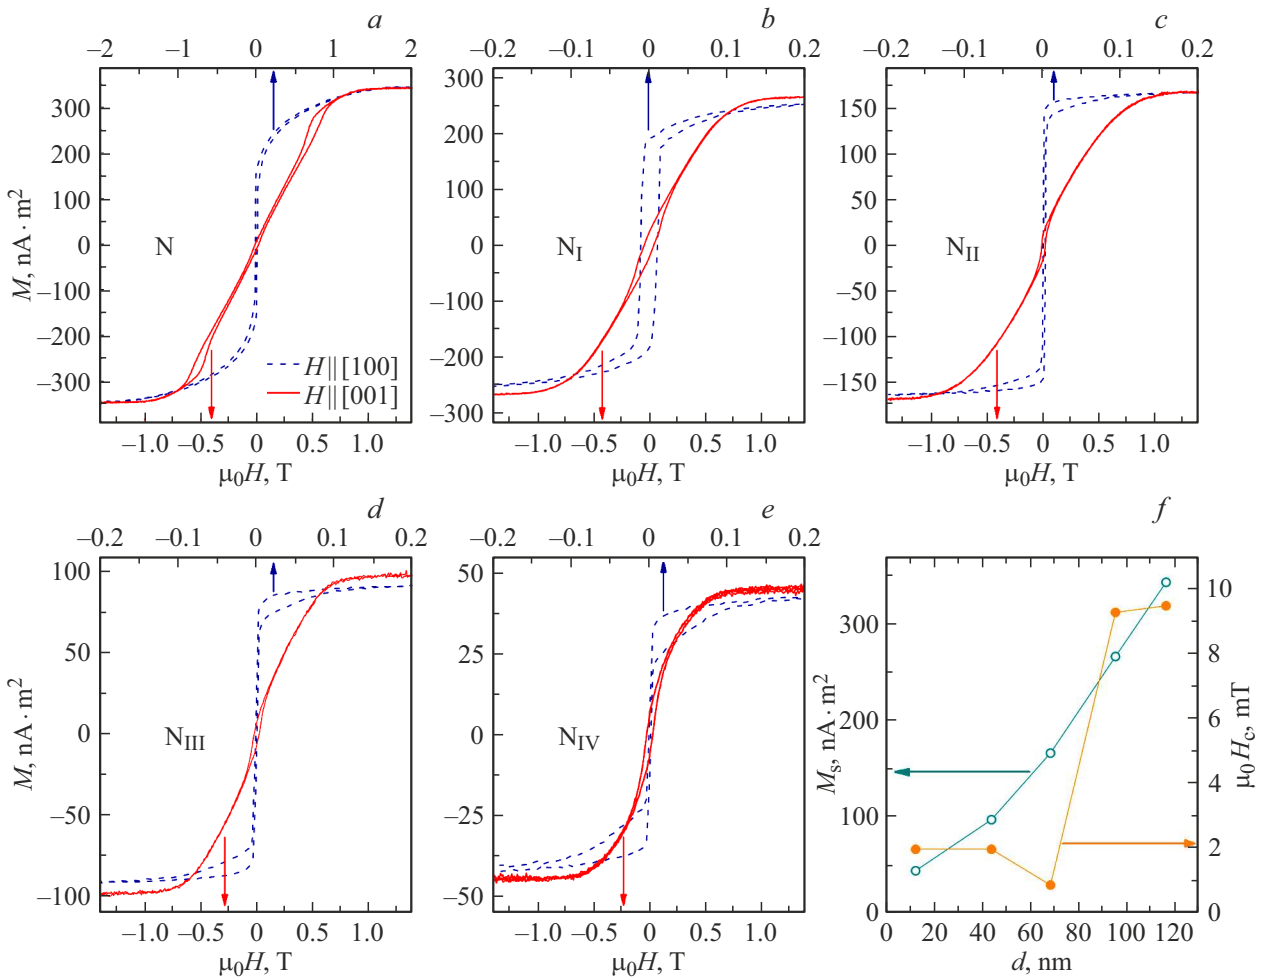 a
–2 –1 0 1 2
300
200
100
0
–100
–200
–300
M, nA · m²
N
H||[100]
H||[001]
–1.0 –0.5 0 0.5 1.0
μ₀H, T
b
–0.2 –0.1 0 0.1 0.2
300
200
100
0
–100
–200
–300
N_I
–1.0 –0.5 0 0.5 1.0
μ₀H, T
c
–0.2 –0.1 0 0.1 0.2
150
100
50
0
–50
–100
–150
N_II
–1.0 –0.5 0 0.5 1.0
μ₀H, T
d
–0.2 –0.1 0 0.1 0.2
100
50
0
–50
–100
M, nA · m²
N_III
–1.0 –0.5 0 0.5 1.0
μ₀H, T
e
–0.2 –0.1 0 0.1 0.2
50
25
0
–25
–50
N_IV
–1.0 –0.5 0 0.5 1.0
μ₀H, T
f
300
200
100
0
M_s, nA · m²
10
8
6
4
2
0
μ₀H_c, mT
0 20 40 60 80 100 120
d, nm